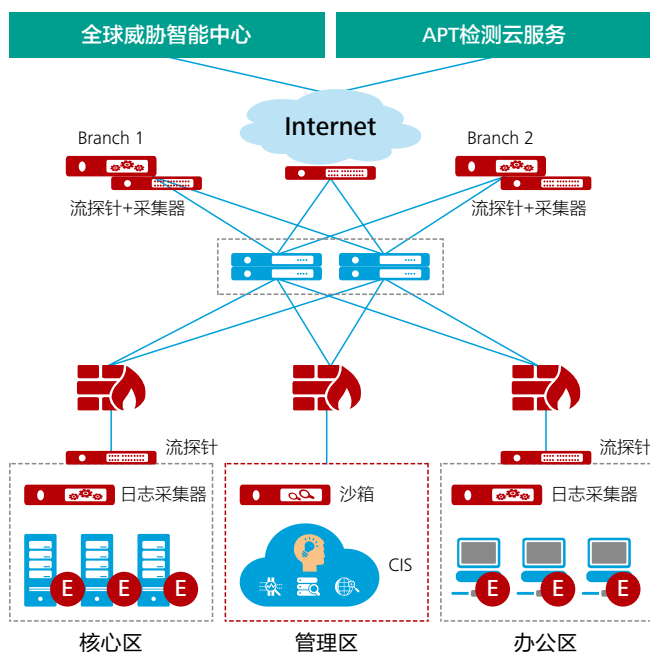 全球威胁智能中心
APT检测云服务
Internet
Branch 1
Branch 2
流探针+采集器
流探针+采集器
流探针
流探针
日志采集器
沙箱
日志采集器
CIS
E
E
E
E
E
E
核心区
管理区
办公区